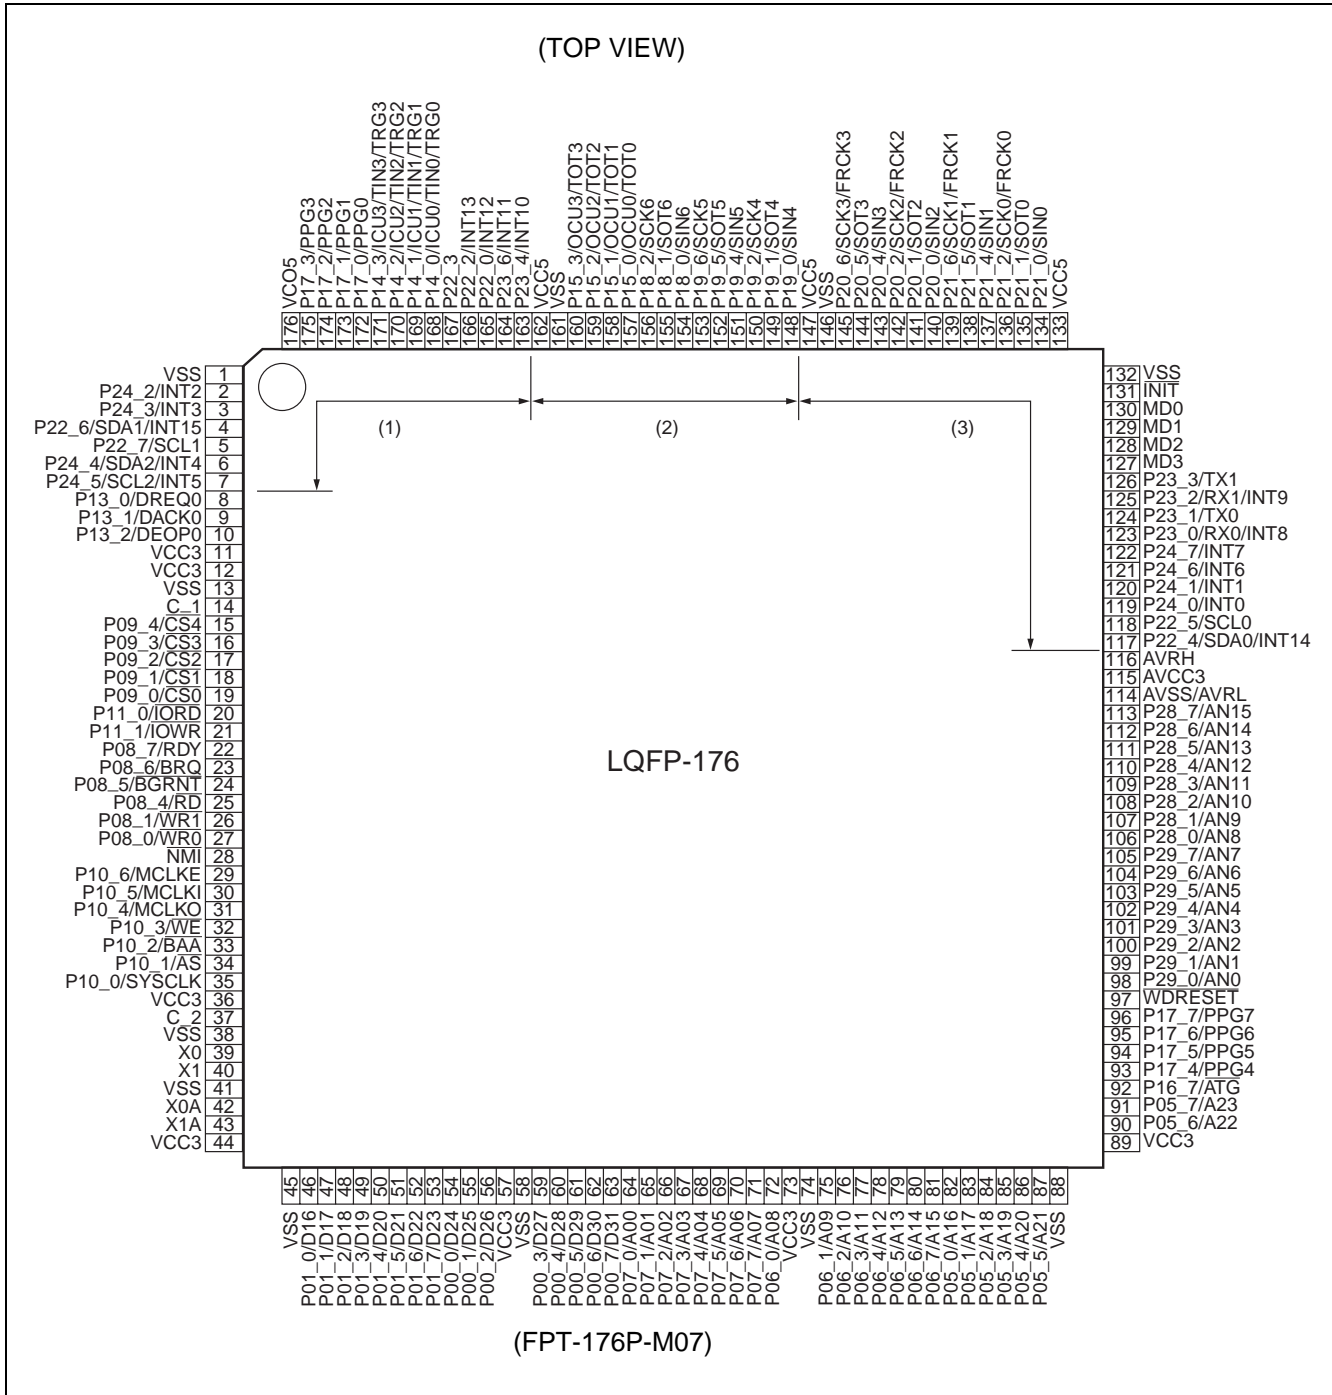 (TOP VIEW)
VCO5
P17_3/PPG3
P17_2/PPG2
P17_1/PPG1
P17_0/PPG0
P14_3/ICU3/TIN3/TRG3
P14_2/ICU2/TIN2/TRG2
P14_1/ICU1/TIN1/TRG1
P14_0/ICU0/TIN0/TRG0
P22_3
P22_2/INT13
P22_0/INT12
P23_6/INT11
P23_4/INT10
VCC5
VSS
P15_3/OCU3/TOT3
P15_2/OCU2/TOT2
P15_1/OCU1/TOT1
P15_0/OCU0/TOT0
P18_2/SCK6
P18_1/SOT6
P18_0/SIN6
P19_6/SCK5
P19_5/SOT5
P19_4/SIN5
P19_2/SCK4
P19_1/SOT4
P19_0/SIN4
VCC5
VSS
P20_6/SCK3/FRCK3
P20_5/SOT3
P20_4/SIN3
P20_2/SCK2/FRCK2
P20_1/SOT2
P20_0/SIN2
P21_6/SCK1/FRCK1
P21_5/SOT1
P21_4/SIN1
P21_2/SCK0/FRCK0
P21_1/SOT0
P21_0/SIN0
VCC5
176 175 174 173 172 171 170 169 168 167 166 165 164 163 162 161 160 159 158 157 156 155 154 153 152 151 150 149 148 147 146 145 144 143 142 141 140 139 138 137 136 135 134 133
VSS 1
P24_2/INT2 2
P24_3/INT3 3
P22_6/SDA1/INT15 4
P22_7/SCL1 5
P24_4/SDA2/INT4 6
P24_5/SCL2/INT5 7
P13_0/DREQ0 8
P13_1/DACK0 9
P13_2/DEOP0 10
VCC3 11
VCC3 12
VSS 13
C_1 14
P09_4/CS4 15
P09_3/CS3 16
P09_2/CS2 17
P09_1/CS1 18
P09_0/CS0 19
P11_0/IORD 20
P11_1/IOWR 21
P08_7/RDY 22
P08_6/BRQ 23
P08_5/BGRNT 24
P08_4/RD 25
P08_1/WR1 26
P08_0/WR0 27
NMI 28
P10_6/MCLKE 29
P10_5/MCLKI 30
P10_4/MCLKO 31
P10_3/WE 32
P10_2/BAA 33
P10_1/AS 34
P10_0/SYSCLK 35
VCC3 36
C_2 37
VSS 38
X0 39
X1 40
VSS 41
X0A 42
X1A 43
VCC3 44
(1) (2) (3)
LQFP-176
132 VSS
131 INIT
130 MD0
129 MD1
128 MD2
127 MD3
126 P23_3/TX1
125 P23_2/RX1/INT9
124 P23_1/TX0
123 P23_0/RX0/INT8
122 P24_7/INT7
121 P24_6/INT6
120 P24_1/INT1
119 P24_0/INT0
118 P22_5/SCL0
117 P22_4/SDA0/INT14
116 AVRH
115 AVCC3
114 AVSS/AVRL
113 P28_7/AN15
112 P28_6/AN14
111 P28_5/AN13
110 P28_4/AN12
109 P28_3/AN11
108 P28_2/AN10
107 P28_1/AN9
106 P28_0/AN8
105 P29_7/AN7
104 P29_6/AN6
103 P29_5/AN5
102 P29_4/AN4
101 P29_3/AN3
100 P29_2/AN2
99 P29_1/AN1
98 P29_0/AN0
97 WDRESET
96 P17_7/PPG7
95 P17_6/PPG6
94 P17_5/PPG5
93 P17_4/PPG4
92 P16_7/ATG
91 P05_7/A23
90 P05_6/A22
89 VCC3
45 46 47 48 49 50 51 52 53 54 55 56 57 58 59 60 61 62 63 64 65 66 67 68 69 70 71 72 73 74 75 76 77 78 79 80 81 82 83 84 85 86 87 88
VSS
P01_0/D16
P01_1/D17
P01_2/D18
P01_3/D19
P01_4/D20
P01_5/D21
P01_6/D22
P01_7/D23
P00_0/D24
P00_1/D25
P00_2/D26
VCC3
VSS
P00_3/D27
P00_4/D28
P00_5/D29
P00_6/D30
P00_7/D31
P07_0/A00
P07_1/A01
P07_2/A02
P07_3/A03
P07_4/A04
P07_5/A05
P07_6/A06
P07_7/A07
P06_0/A08
VCC3
VSS
P06_1/A09
P06_2/A10
P06_3/A11
P06_4/A12
P06_5/A13
P06_6/A14
P06_7/A15
P05_0/A16
P05_1/A17
P05_2/A18
P05_3/A19
P05_4/A20
P05_5/A21
VSS
(FPT-176P-M07)